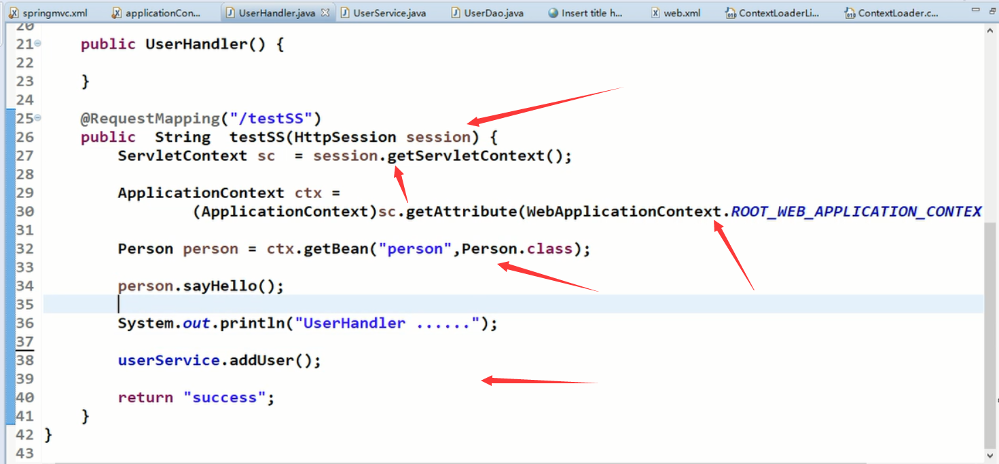 springmvc.xml applicationCon... UserHandler.java UserService.java UserDao.java Insert title h... web.xml ContextLoaderLi... ContextLoader.c...
20
21 public UserHandler() {
22
23 }
24
25 @RequestMapping("/testSS")
26 public String testSS(HttpSession session) {
27 ServletContext sc = session.getServletContext();
28
29 ApplicationContext ctx =
30 (ApplicationContext)sc.getAttribute(WebApplicationContext.ROOT_WEB_APPLICATION_CONTEX
31
32 Person person = ctx.getBean("person",Person.class);
33
34 person.sayHello();
35
36 System.out.println("UserHandler ......");
37
38 userService.addUser();
39
40 return "success";
41 }
42 }
43